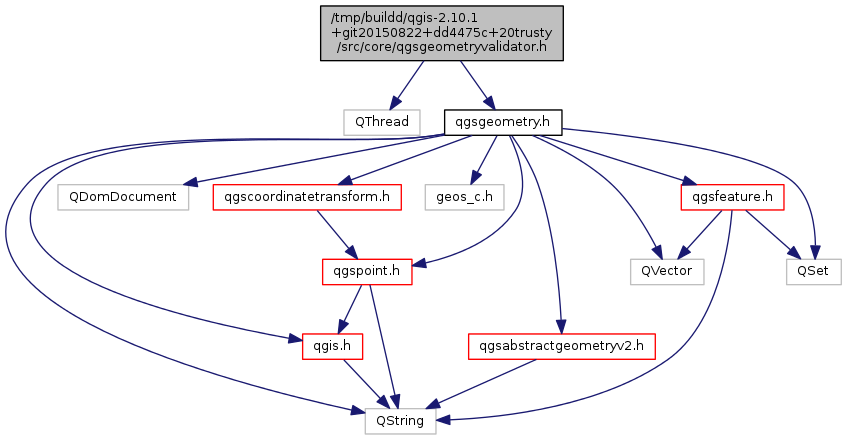 /tmp/buildd/qgis-2.10.1
+git20150822+dd4475c+20trusty
/src/core/qgsgeometryvalidator.h
QThread
qgsgeometry.h
QDomDocument
qgscoordinatetransform.h
geos_c.h
qgsfeature.h
qgspoint.h
QVector
QSet
qgis.h
qgsabstractgeometryv2.h
QString